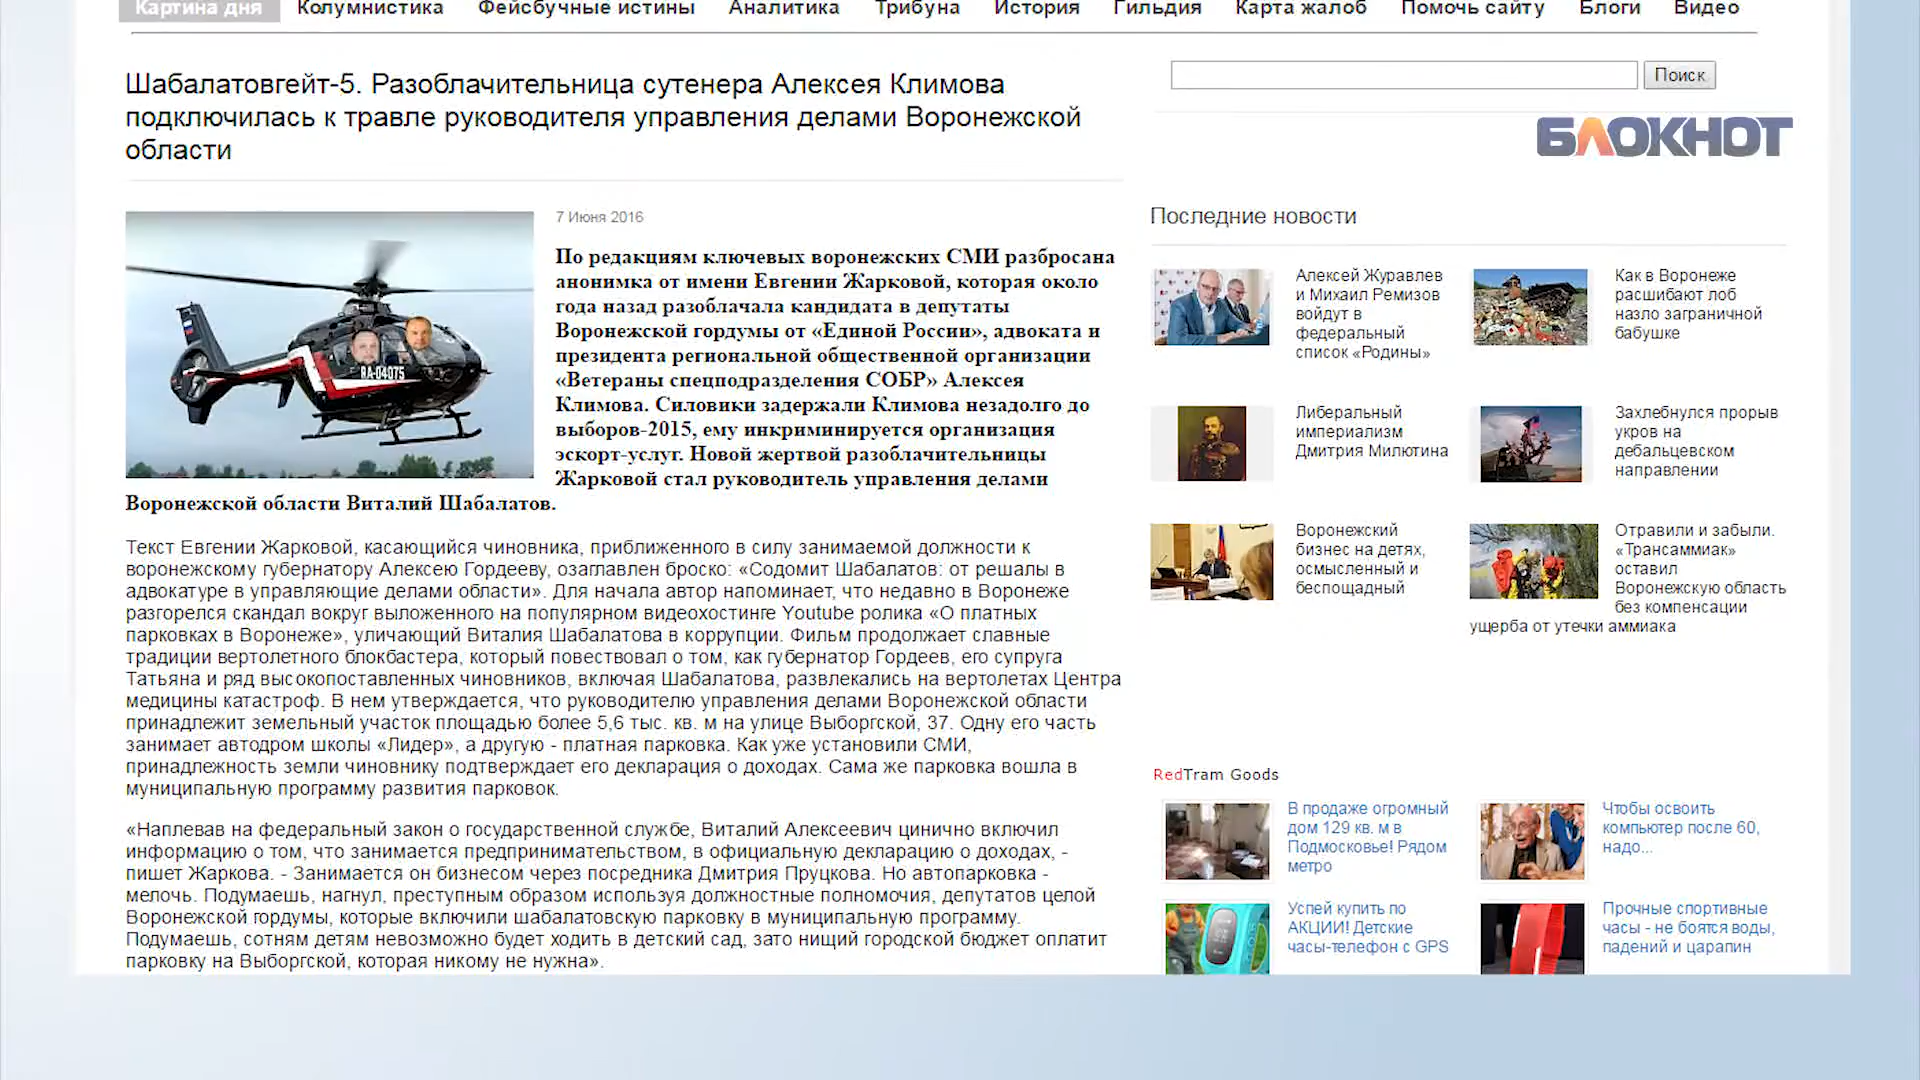 Картина дня Колумнистика Фейсбучные истины Аналитика Трибуна История Гильдия Карта жалоб Помочь сайту Блоги Видео
Шабалатовгейт-5. Разоблачительница сутенера Алексея Климова
подключилась к травле руководителя управления делами Воронежской
области
7 Июня 2016
По редакциям ключевых воронежских СМИ разбросана
анонимка от имени Евгении Жарковой, которая около
года назад разоблачала кандидата в депутаты
Воронежской гордумы от «Единой России», адвоката и
президента региональной общественной организации
«Ветераны спецподразделения СОБР» Алексея
Климова. Силовики задержали Климова незадолго до
выборов-2015, ему инкриминируется организация
эскорт-услуг. Новой жертвой разоблачительницы
Жарковой стал руководитель управления делами
Воронежской области Виталий Шабалатов.
RA-04075
Текст Евгении Жарковой, касающийся чиновника, приближенного в силу занимаемой должности к
воронежскому губернатору Алексею Гордееву, озаглавлен броско: «Содомит Шабалатов: от решалы в
адвокатуре в управляющие делами области». Для начала автор напоминает, что недавно в Воронеже
разгорелся скандал вокруг выложенного на популярном видеохостинге Youtube ролика «О платных
парковках в Воронеже», уличающий Виталия Шабалатова в коррупции. Фильм продолжает славные
традиции вертолетного блокбастера, который повествовал о том, как губернатор Гордеев, его супруга
Татьяна и ряд высокопоставленных чиновников, включая Шабалатова, развлекались на вертолетах Центра
медицины катастроф. В нем утверждается, что руководителю управления делами Воронежской области
принадлежит земельный участок площадью более 5,6 тыс. кв. м на улице Выборгской, 37. Одну его часть
занимает автодром школы «Лидер», а другую - платная парковка. Как уже установили СМИ,
принадлежность земли чиновнику подтверждает его декларация о доходах. Сама же парковка вошла в
муниципальную программу развития парковок.
«Наплевав на федеральный закон о государственной службе, Виталий Алексеевич цинично включил
информацию о том, что занимается предпринимательством, в официальную декларацию о доходах, -
пишет Жаркова. - Занимается он бизнесом через посредника Дмитрия Пруцкова. Но автопарковка -
мелочь. Подумаешь, нагнул, преступным образом используя должностные полномочия, депутатов целой
Воронежской гордумы, которые включили шабалатовскую парковку в муниципальную программу.
Подумаешь, сотням детям невозможно будет ходить в детский сад, зато нищий городской бюджет оплатит
парковку на Выборгской, которая никому не нужна».
Поиск
БЛОКНОТ
Последние новости
Алексей Журавлев
и Михаил Ремизов
войдут в
федеральный
список «Родины»
Как в Воронеже
расшибают лоб
назло заграничной
бабушке
Либеральный
империализм
Дмитрия Милютина
Захлебнулся прорыв
укров на
дебальцевском
направлении
Воронежский
бизнес на детях,
осмысленный и
беспощадный
Отравили и забыли.
«Трансаммиак»
оставил
Воронежскую область
без компенсации
ущерба от утечки аммиака
RedTram Goods
В продаже огромный
дом 129 кв. м в
Подмосковье! Рядом
метро
Чтобы освоить
компьютер после 60,
надо...
Успей купить по
АКЦИИ! Детские
часы-телефон с GPS
Прочные спортивные
часы - не боятся воды,
падений и царапин